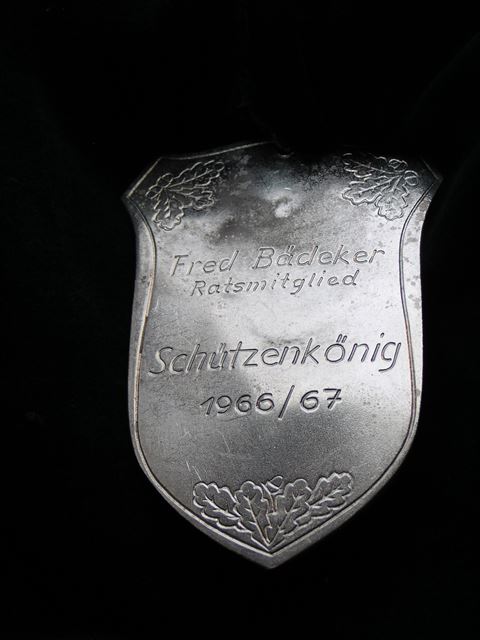 Fred Bädeker
Ratsmitglied
Schützenkönig
1966/67